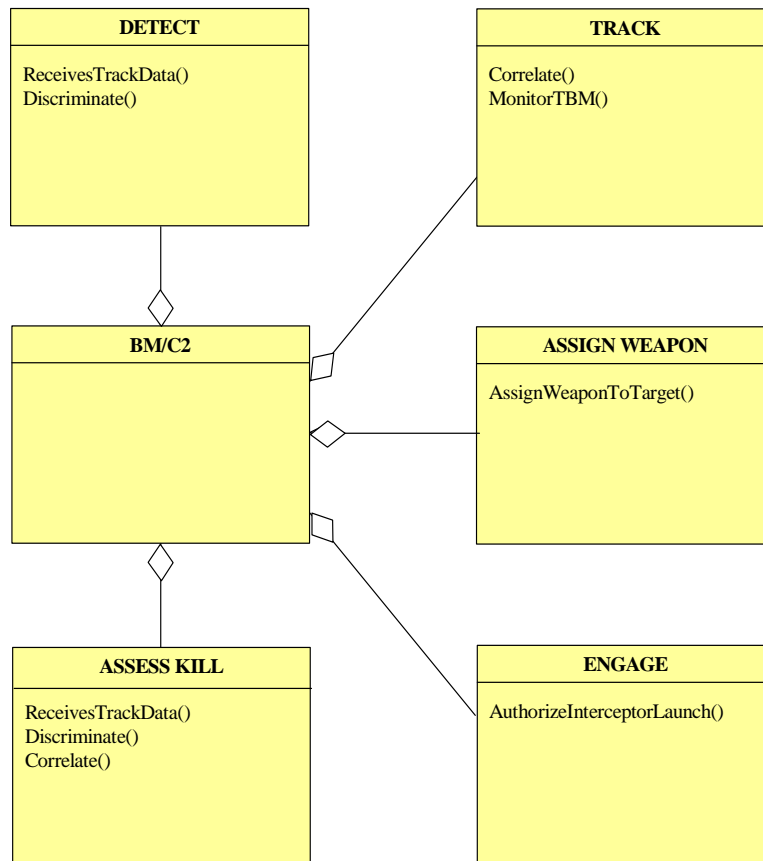 DETECT
ReceivesTrackData()
Discriminate()
TRACK
Correlate()
MonitorTBM()
BM/C2
ASSIGN WEAPON
AssignWeaponToTarget()
ASSESS KILL
ReceivesTrackData()
Discriminate()
Correlate()
ENGAGE
AuthorizeInterceptorLaunch()